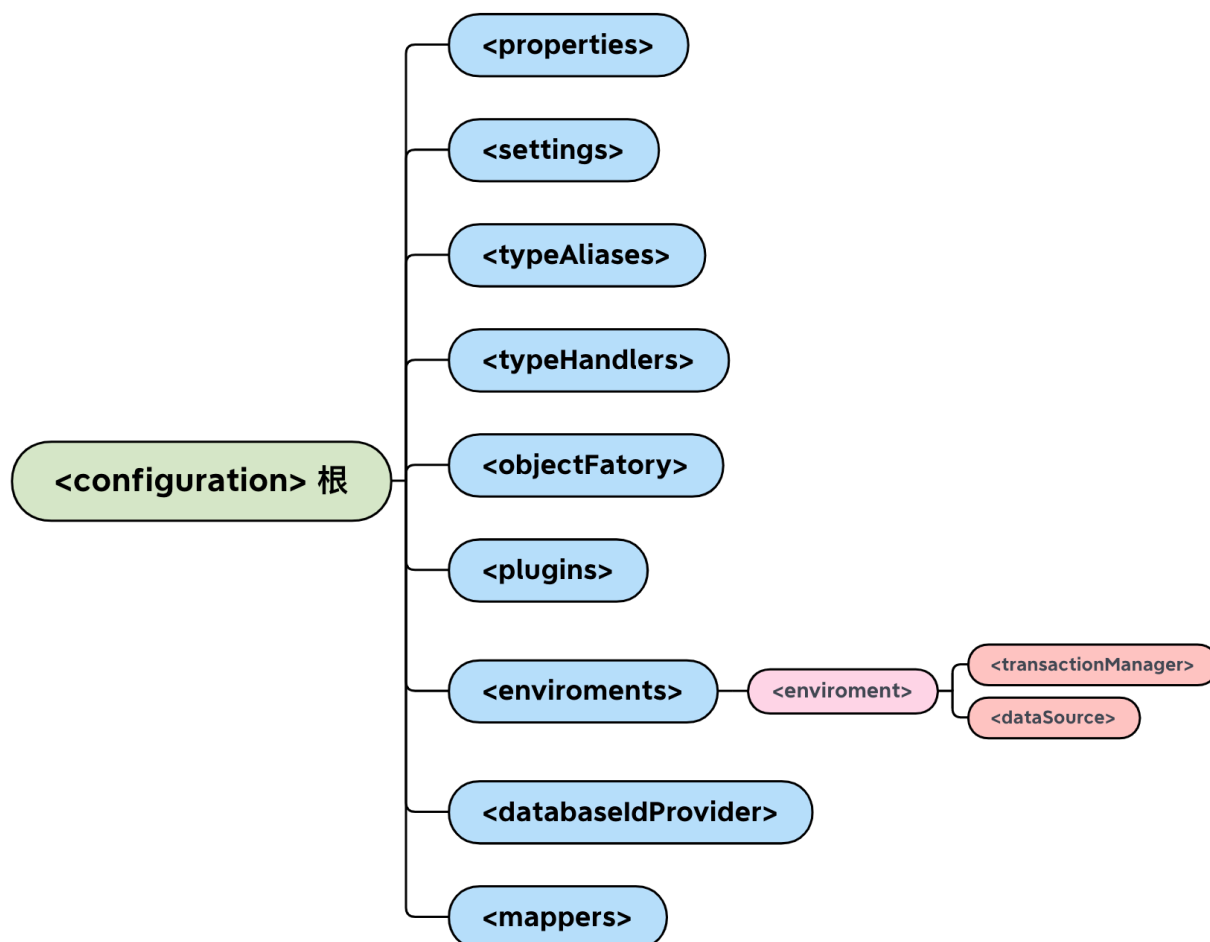 <properties>
<settings>
<typeAliases>
<typeHandlers>
<objectFatory>
<configuration> 根
<plugins>
<enviroments>
<enviroment>
<transactionManager>
<dataSource>
<databaseIdProvider>
<mappers>